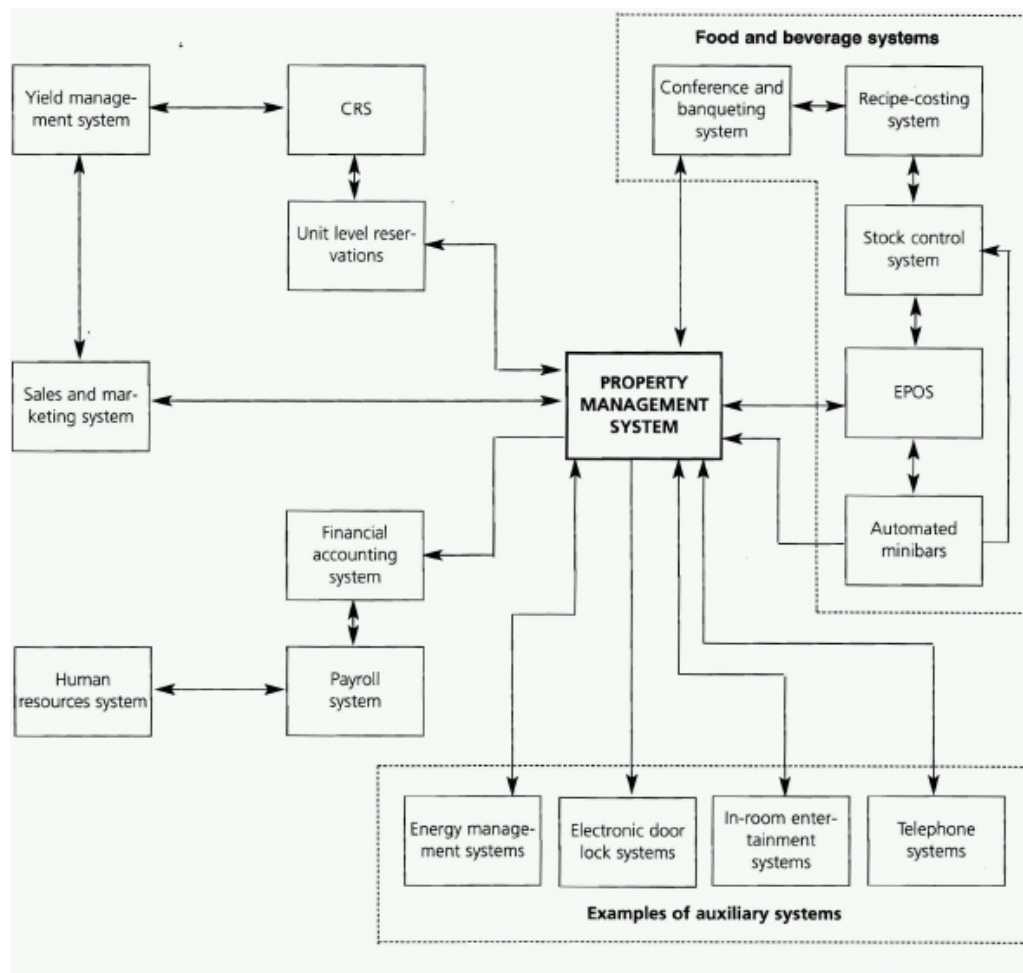 Food and beverage systems
Yield manage-
ment system
CRS
Conference and
banqueting
system
Recipe-costing
system
Unit level reser-
vations
Stock control
system
Sales and mar-
keting system
PROPERTY
MANAGEMENT
SYSTEM
EPOS
Financial
accounting
system
Automated
minibars
Human
resources system
Payroll
system
Energy manage-
ment systems
Electronic door
lock systems
In-room enter-
tainment
systems
Telephone
systems
Examples of auxiliary systems